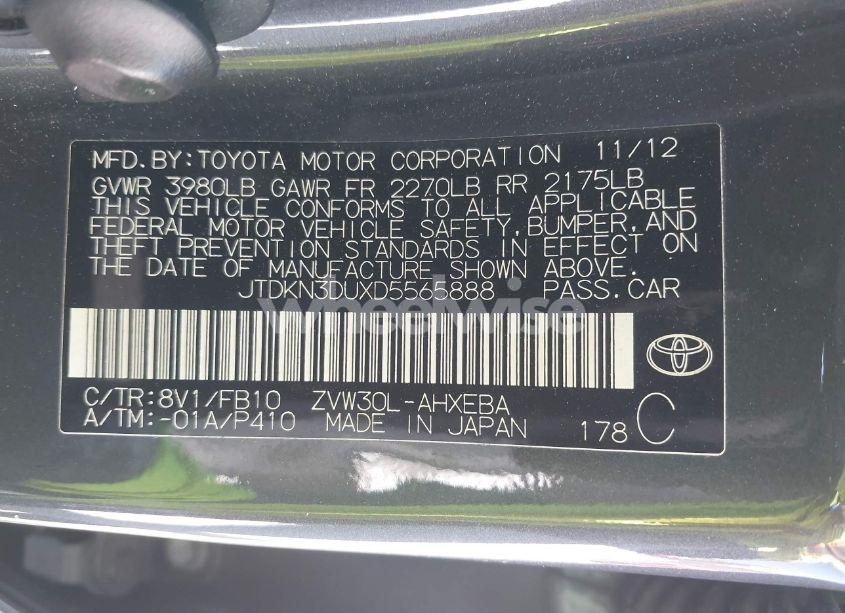 MFD. BY: TOYOTA MOTOR CORPORATION 11/12
GVWR 3980LB GAWR FR 2270LB RR 2175LB
THIS VEHICLE CONFORMS TO ALL APPLICABLE
FEDERAL MOTOR VEHICLE SAFETY, BUMPER, AND
THEFT PREVENTION STANDARDS IN EFFECT ON
THE DATE OF MANUFACTURE SHOWN ABOVE.
JTDKN3DUXD5565888 PASS. CAR
Wheelwise
C/TR: 8V1/FB10 ZVW30L-AHXEBA
A/TM: -01A/P410 MADE IN JAPAN 178 C